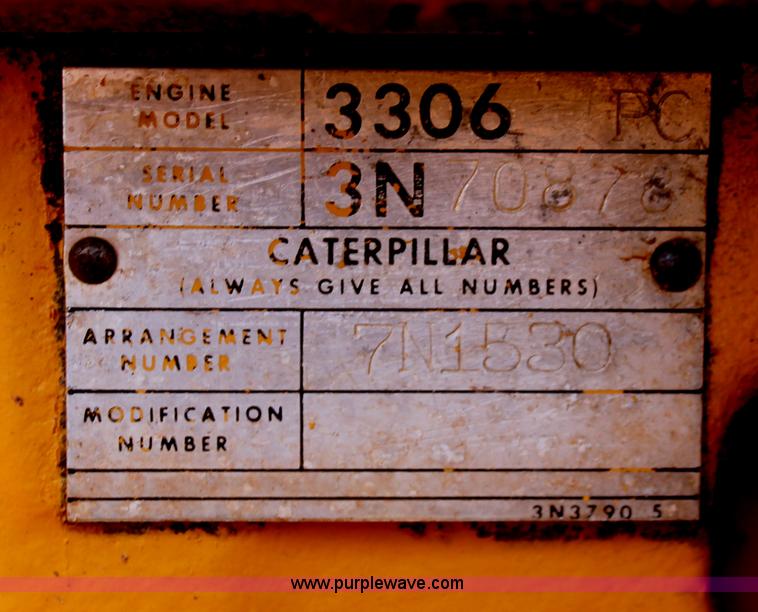 ENGINE MODEL 3306 PC
SERIAL NUMBER 3N 70878
CATERPILLAR
(ALWAYS GIVE ALL NUMBERS)
ARRANGEMENT NUMBER 7N1530
MODIFICATION NUMBER
3N3790 5
www.purplewave.com